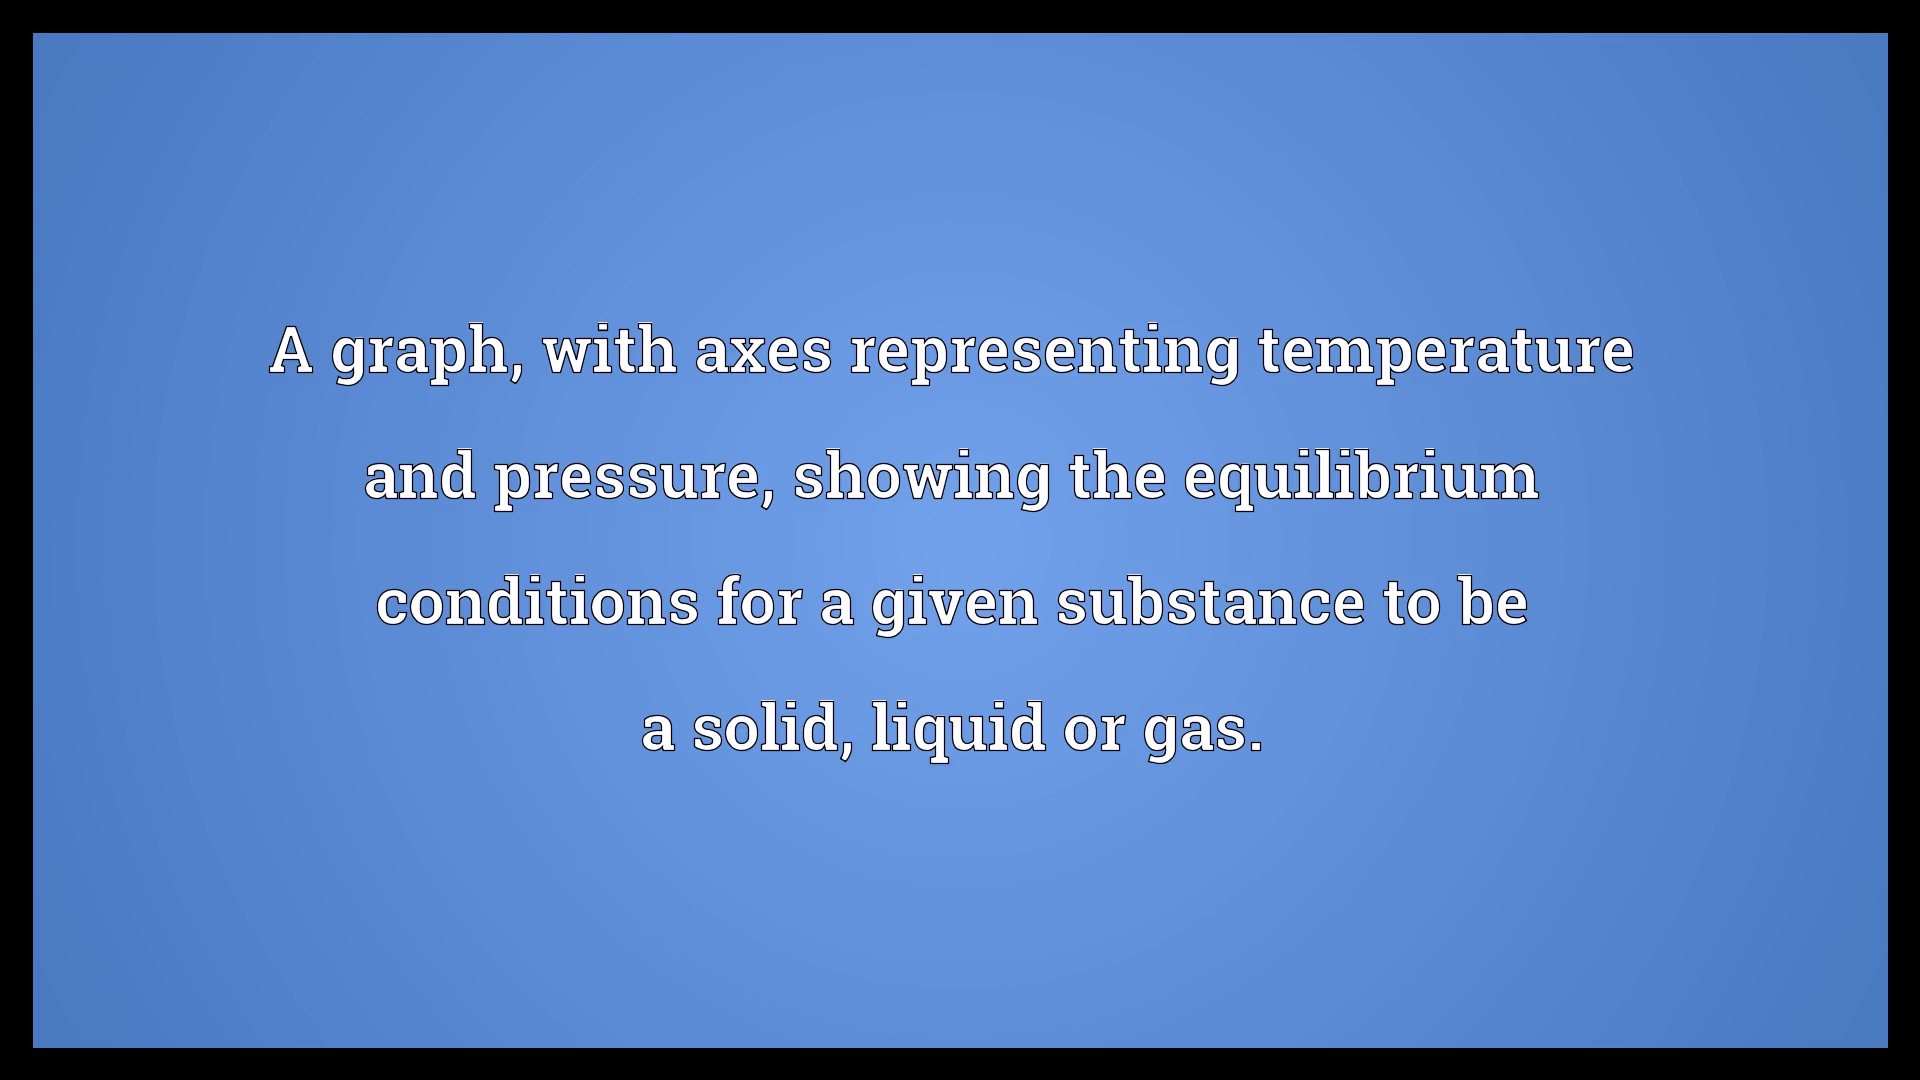 A graph, with axes representing temperature
and pressure, showing the equilibrium
conditions for a given substance to be
a solid, liquid or gas.